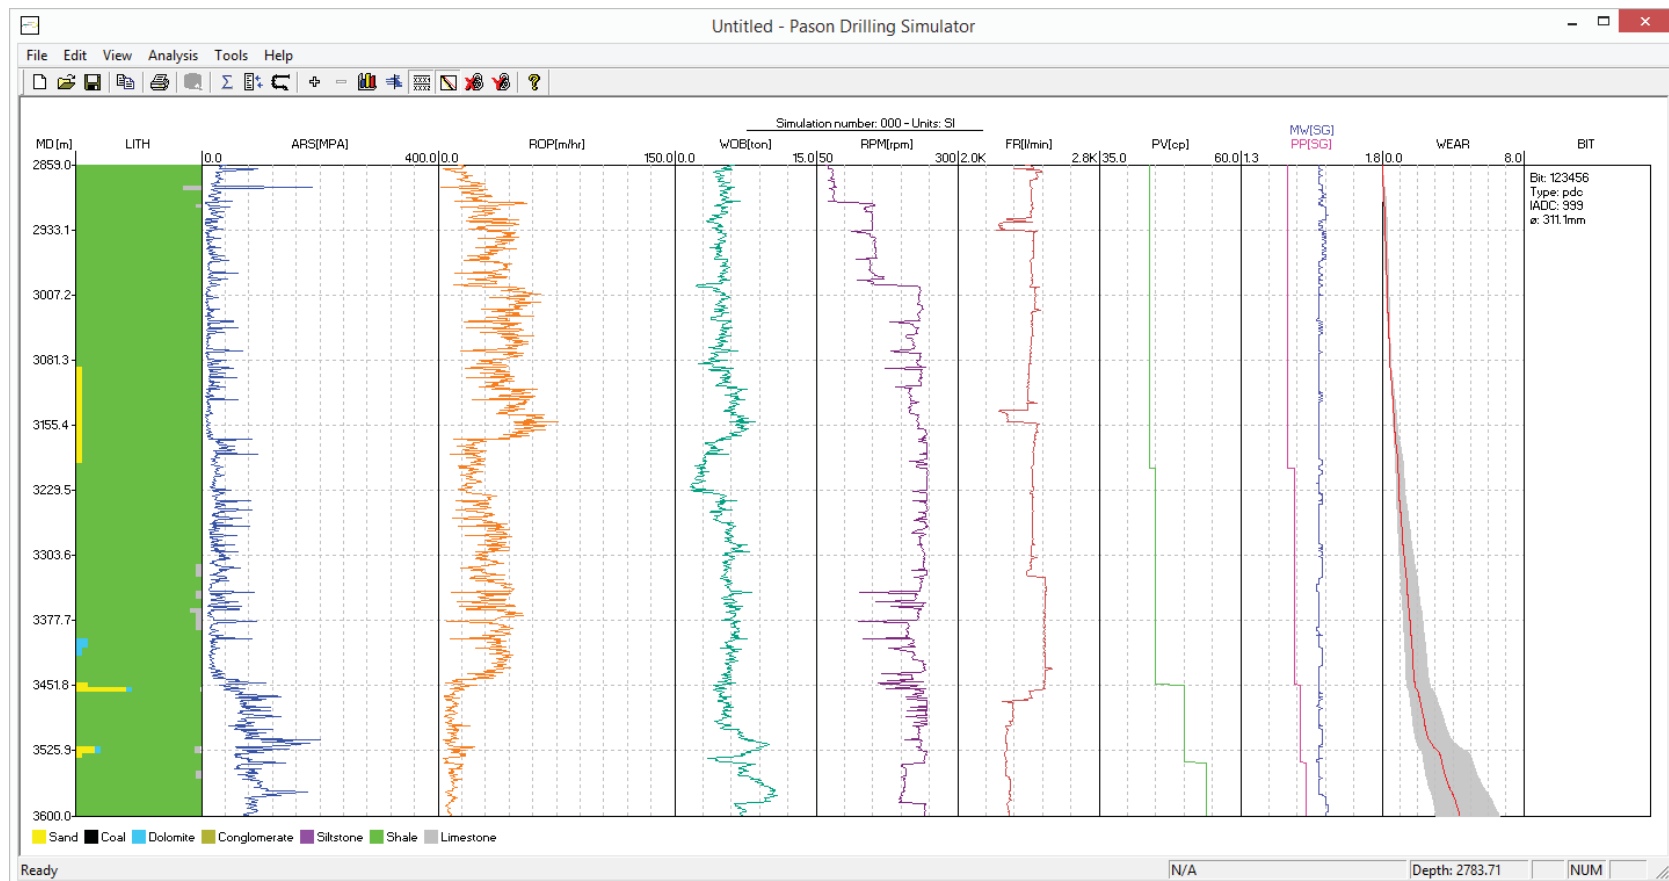 Untitled - Pason Drilling Simulator
File Edit View Analysis Tools Help
Simulation number: 000 - Units: SI
MD [m] LITH ARS[MPA] ROP[m/hr] WOB[ton] RPM[rpm] FR[l/min] PV[cp] MW[SG] PP[SG] WEAR BIT
0.0 400.0 0.0 150.0 0.0 15.0 50 300 2.0K 2.8K 35.0 60.0 1.3 1.8 0.0 8.0
2859.0
Bit: 123456
Type: pdc
IADC: 999
ø: 311.1mm
2933.1
3007.2
3081.3
3155.4
3229.5
3303.6
3377.7
3451.8
3525.9
3600.0
Sand Coal Dolomite Conglomerate Siltstone Shale Limestone
Ready N/A Depth: 2783.71 NUM